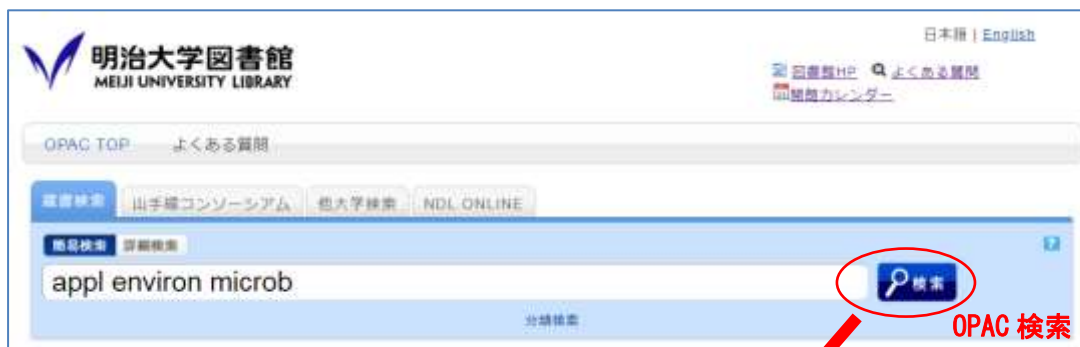 日本語 | English
明治大学図書館
MEIJI UNIVERSITY LIBRARY
図書館HP よくある質問
開館カレンダー
OPAC TOP よくある質問
蔵書検索 山手線コンソーシアム 他大学検索 NDL ONLINE
簡易検索 詳細検索
appl environ microb
検索
分類検索
OPAC 検索